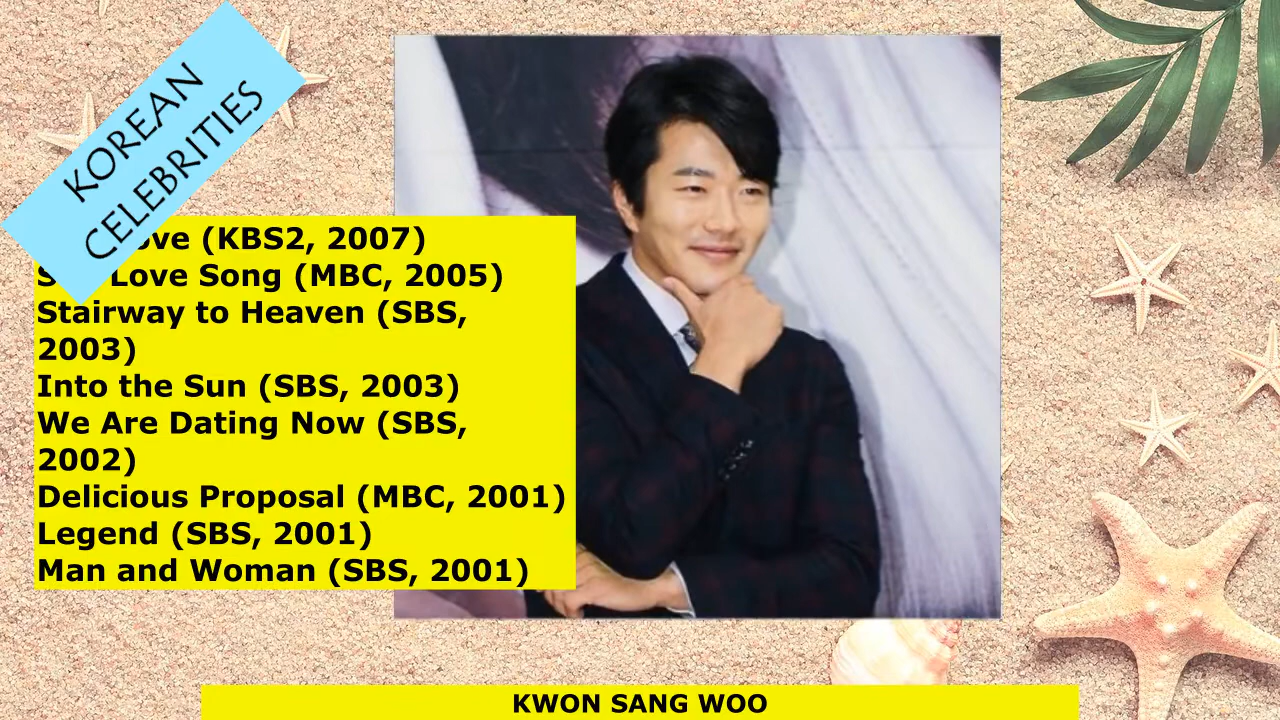 KOREAN
CELEBRITIES
(KBS2, 2007)
Love Song (MBC, 2005)
Stairway to Heaven (SBS,
2003)
Into the Sun (SBS, 2003)
We Are Dating Now (SBS,
2002)
Delicious Proposal (MBC, 2001)
Legend (SBS, 2001)
Man and Woman (SBS, 2001)
KWON SANG WOO